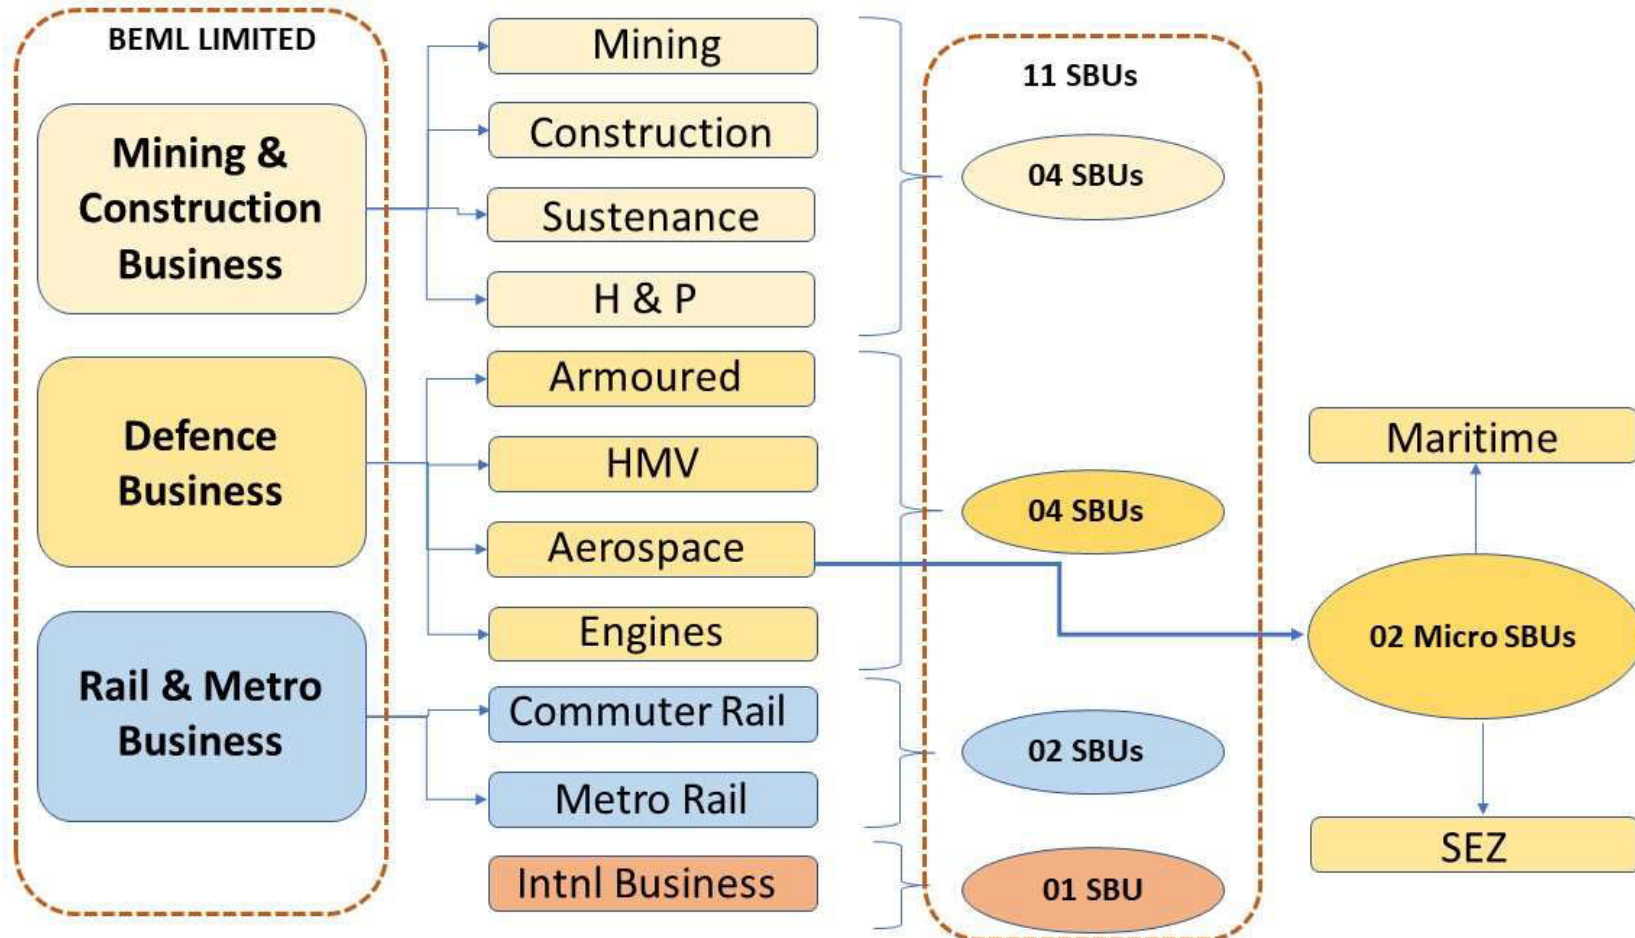 BEML LIMITED
Mining &
Construction
Business
Defence
Business
Rail & Metro
Business
Mining
Construction
Sustenance
H & P
Armoured
HMV
Aerospace
Engines
Commuter Rail
Metro Rail
Intnl Business
11 SBUs
04 SBUs
04 SBUs
02 SBUs
01 SBU
Maritime
02 Micro SBUs
SEZ